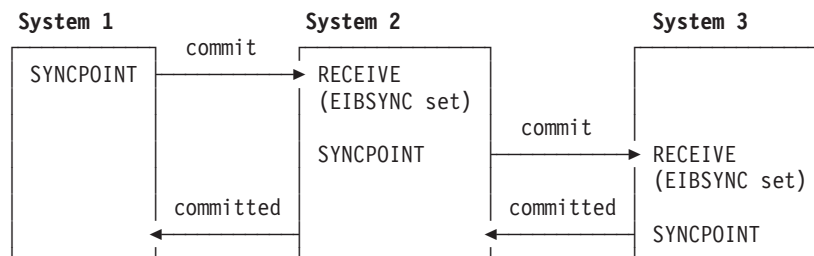 System 1 System 2 System 3
commit
SYNCPOINT RECEIVE
(EIBSYNC set)
commit
SYNCPOINT RECEIVE
(EIBSYNC set)
committed committed
SYNCPOINT